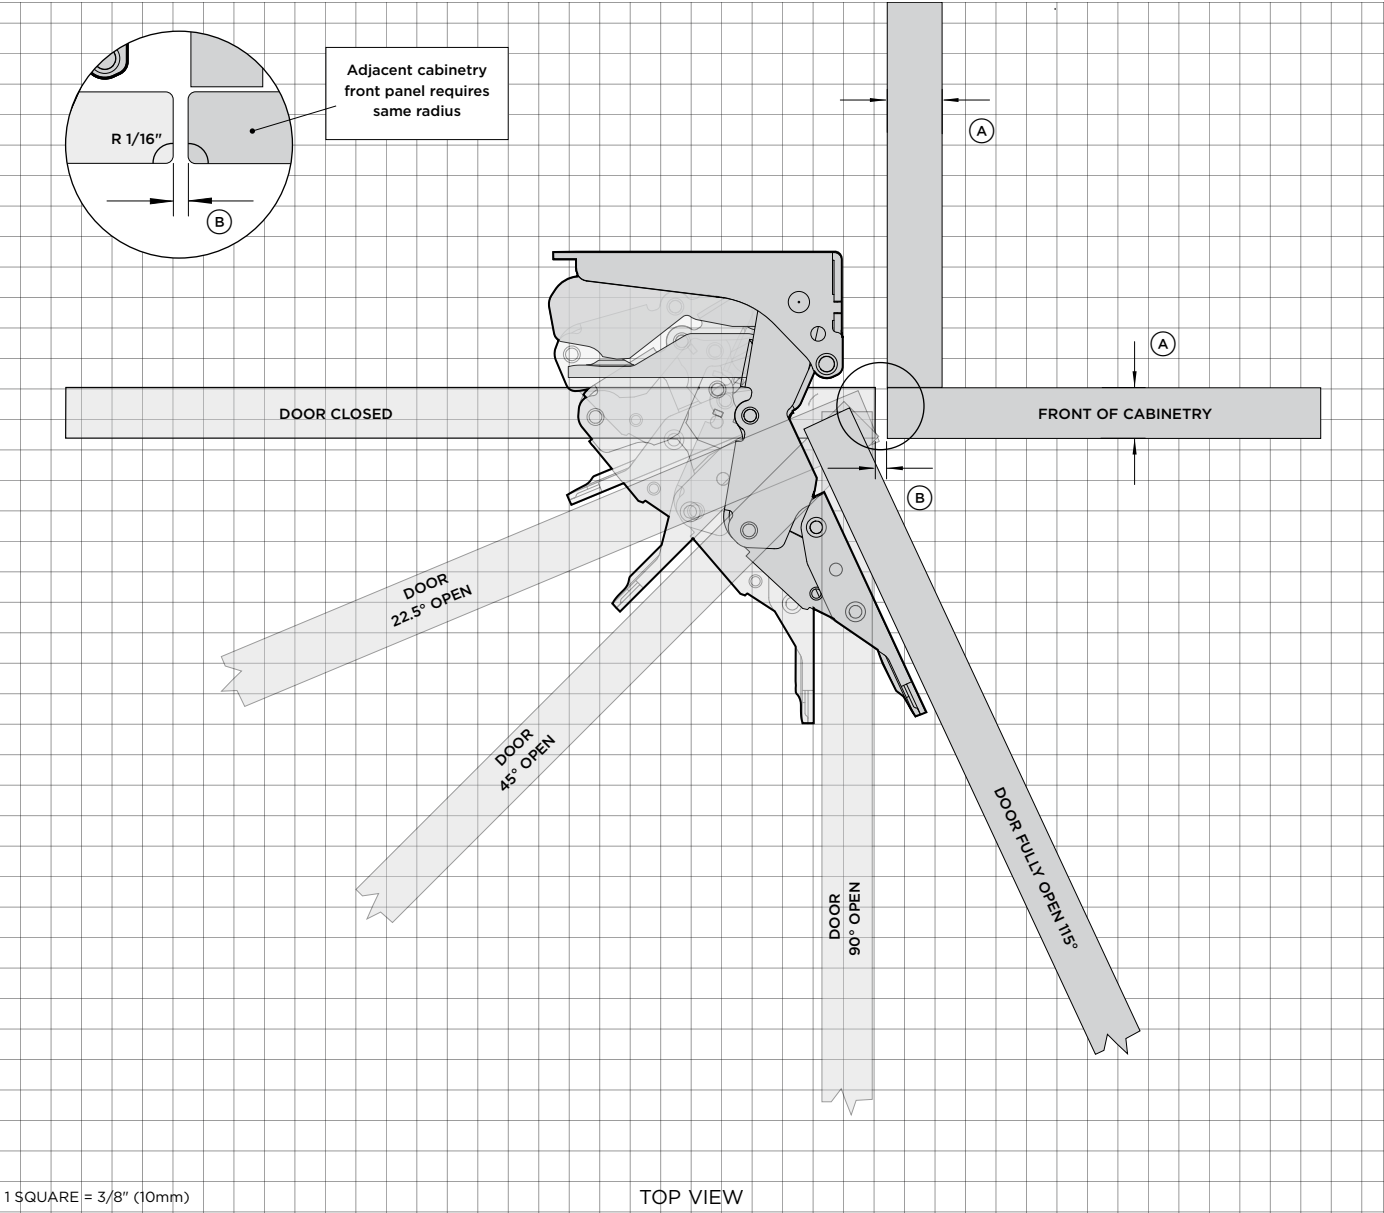 Adjacent cabinetry
front panel requires
same radius
R 1/16"
B
A
A
DOOR CLOSED
FRONT OF CABINETRY
B
DOOR
22.5° OPEN
DOOR
45° OPEN
DOOR
90° OPEN
DOOR FULLY OPEN 115°
1 SQUARE = 3/8" (10mm)
TOP VIEW